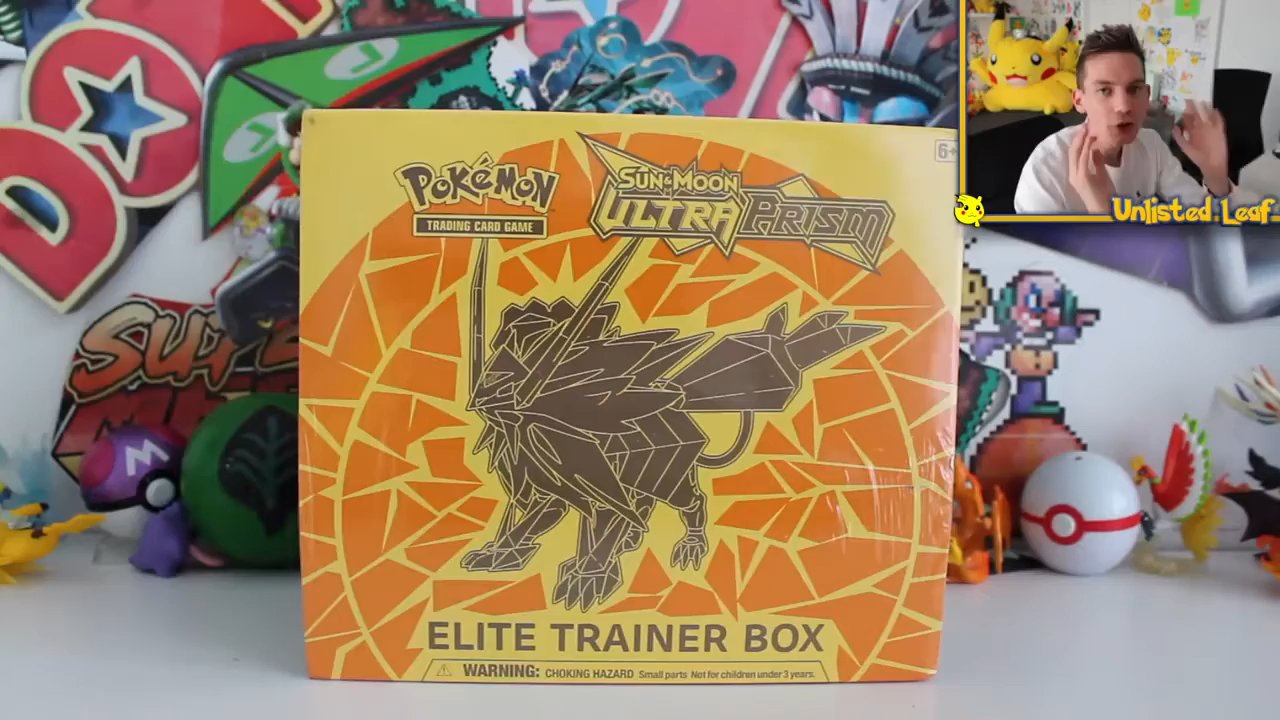 POKéMON
TRADING CARD GAME
SUN & MOON
ULTRA PRISM
6+
Unlisted.Leaf.
M
ELITE TRAINER BOX
WARNING: CHOKING HAZARD Small parts Not for children under 3 years.